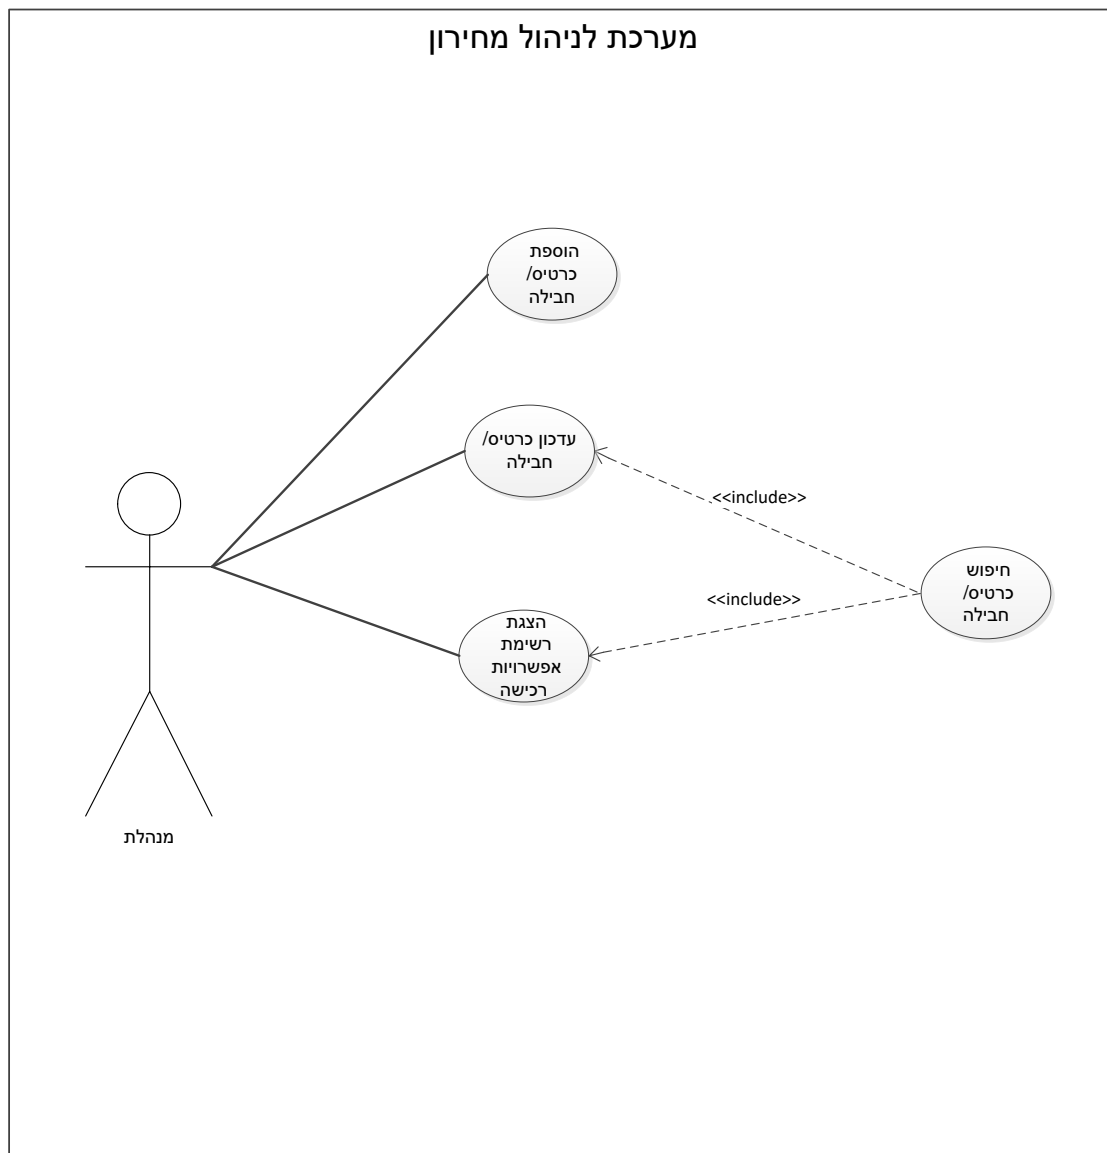 מערכת לניהול מחירון
הוספת
כרטיס/
חבילה
עדכון כרטיס/
חבילה
<<include>>
חיפוש
כרטיס/
חבילה
<<include>>
הצגת
רשימת
אפשרויות
רכישה
מנהלת